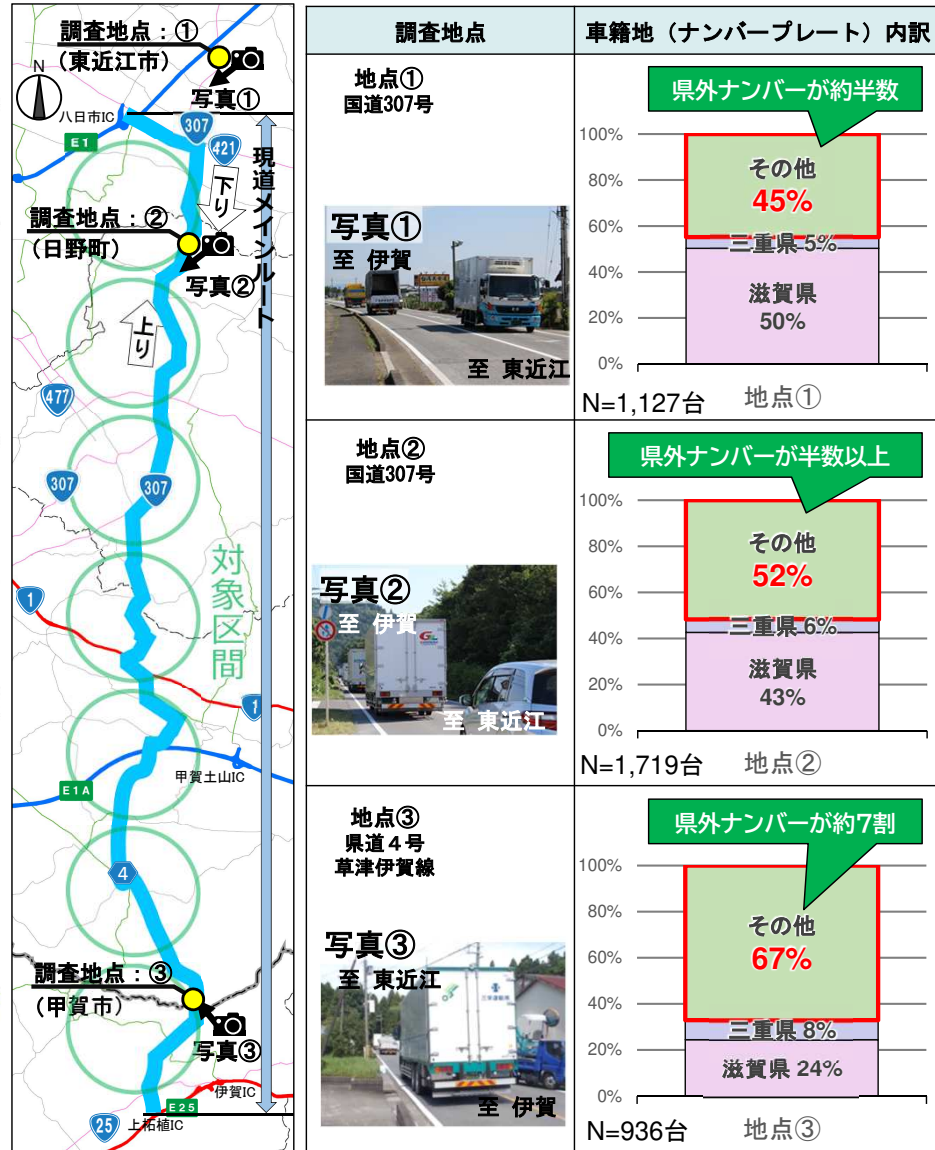 調査地点：①
(東近江市)
写真①
N
八日市IC
E1
307
421
下り
現道メインルート
調査地点：②
(日野町)
写真②
上り
477
307
307
対象区間
1
1
甲賀土山IC
E1A
4
調査地点：③
(甲賀市)
写真③
伊賀IC
E25
25
上柘植IC
調査地点
車籍地（ナンバープレート）内訳
地点①
国道307号
写真①
至 伊賀
至 東近江
県外ナンバーが約半数
100%
80%
60%
40%
20%
0%
その他
45%
三重県 5%
滋賀県
50%
N=1,127台
地点①
地点②
国道307号
写真②
至 伊賀
至 東近江
県外ナンバーが半数以上
100%
80%
60%
40%
20%
0%
その他
52%
三重県 6%
滋賀県
43%
N=1,719台
地点②
地点③
県道４号
草津伊賀線
写真③
至 東近江
至 伊賀
県外ナンバーが約7割
100%
80%
60%
40%
20%
0%
その他
67%
三重県 8%
滋賀県 24%
N=936台
地点③